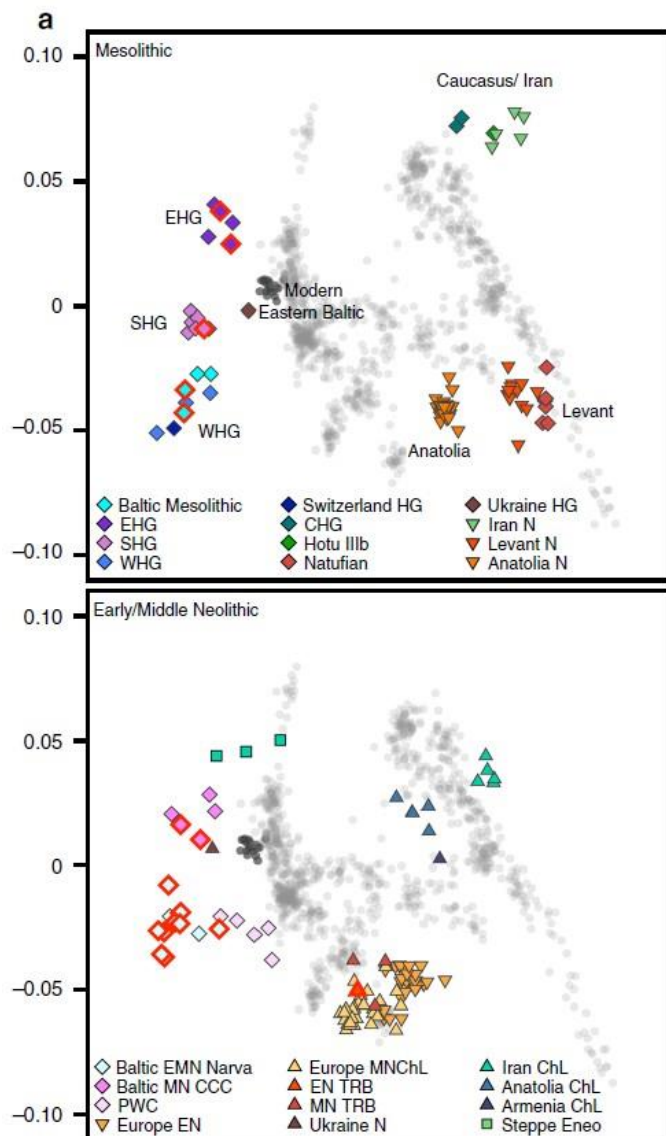 a
0.10
Mesolithic
Caucasus/ Iran
0.05
EHG
Modern
0
Eastern Baltic
SHG
Levant
−0.05
WHG
Anatolia
Baltic Mesolithic
EHG
SHG
WHG
Switzerland HG
CHG
Hotu IIIb
Natufian
Ukraine HG
Iran N
Levant N
Anatolia N
−0.10
Early/Middle Neolithic
0.10
0.05
0
−0.05
Baltic EMN Narva
Baltic MN CCC
PWC
Europe EN
Europe MNChL
EN TRB
MN TRB
Ukraine N
Iran ChL
Anatolia ChL
Armenia ChL
Steppe Eneo
−0.10